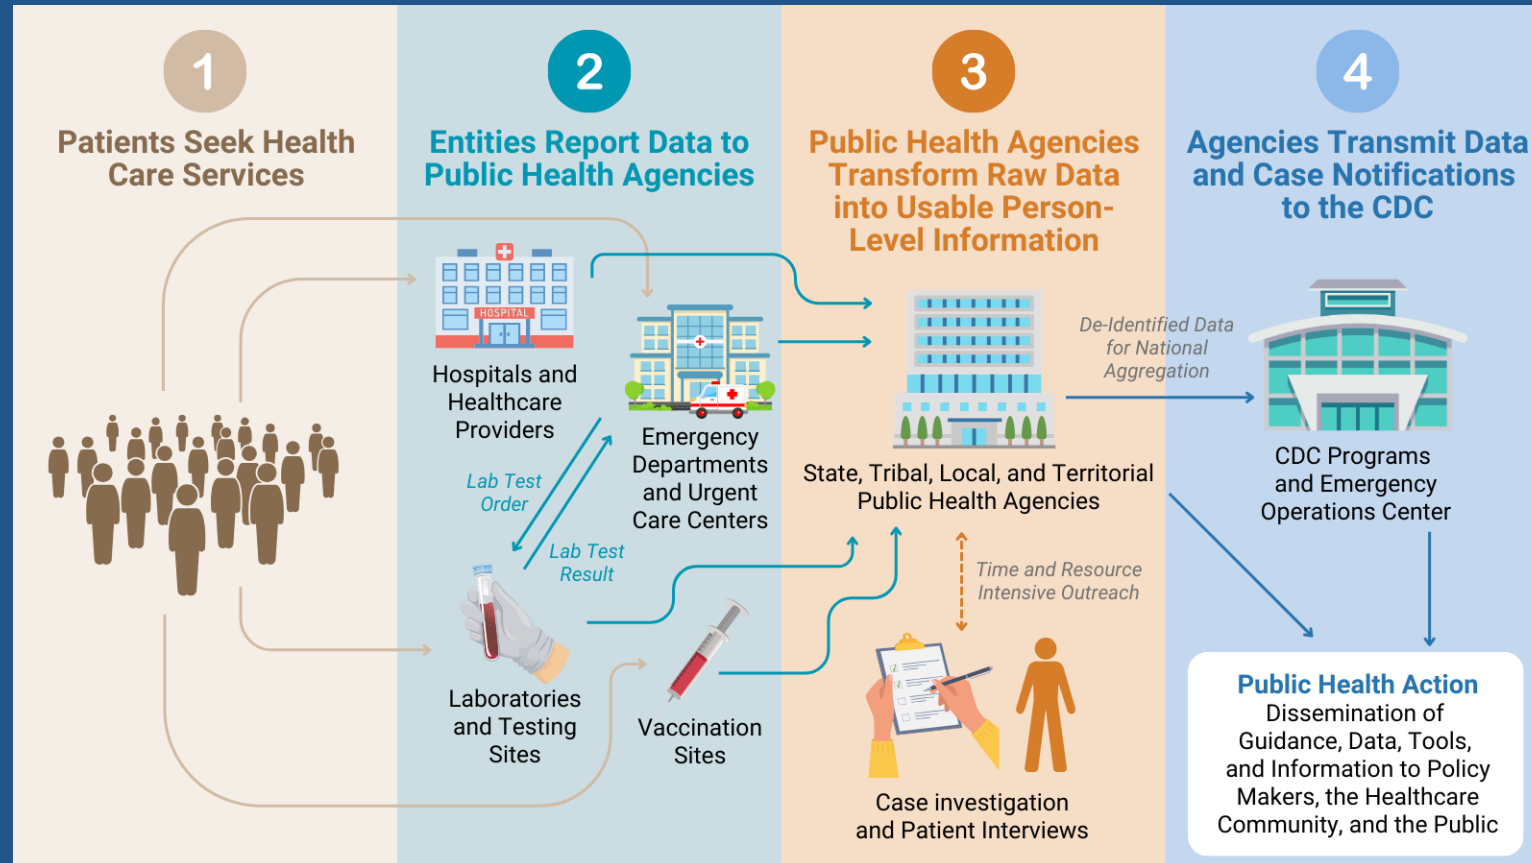 1
Patients Seek Health
Care Services
2
Entities Report Data to
Public Health Agencies
HOSPITAL
Hospitals and
Healthcare
Providers
Emergency
Departments
and Urgent
Care Centers
Lab Test
Order
Lab Test
Result
Laboratories
and Testing
Sites
Vaccination
Sites
3
Public Health Agencies
Transform Raw Data
into Usable Person-
Level Information
State, Tribal, Local, and Territorial
Public Health Agencies
Time and Resource
Intensive Outreach
Case investigation
and Patient Interviews
4
Agencies Transmit Data
and Case Notifications
to the CDC
De-Identified Data
for National
Aggregation
CDC Programs
and Emergency
Operations Center
Public Health Action
Dissemination of
Guidance, Data, Tools,
and Information to Policy
Makers, the Healthcare
Community, and the Public